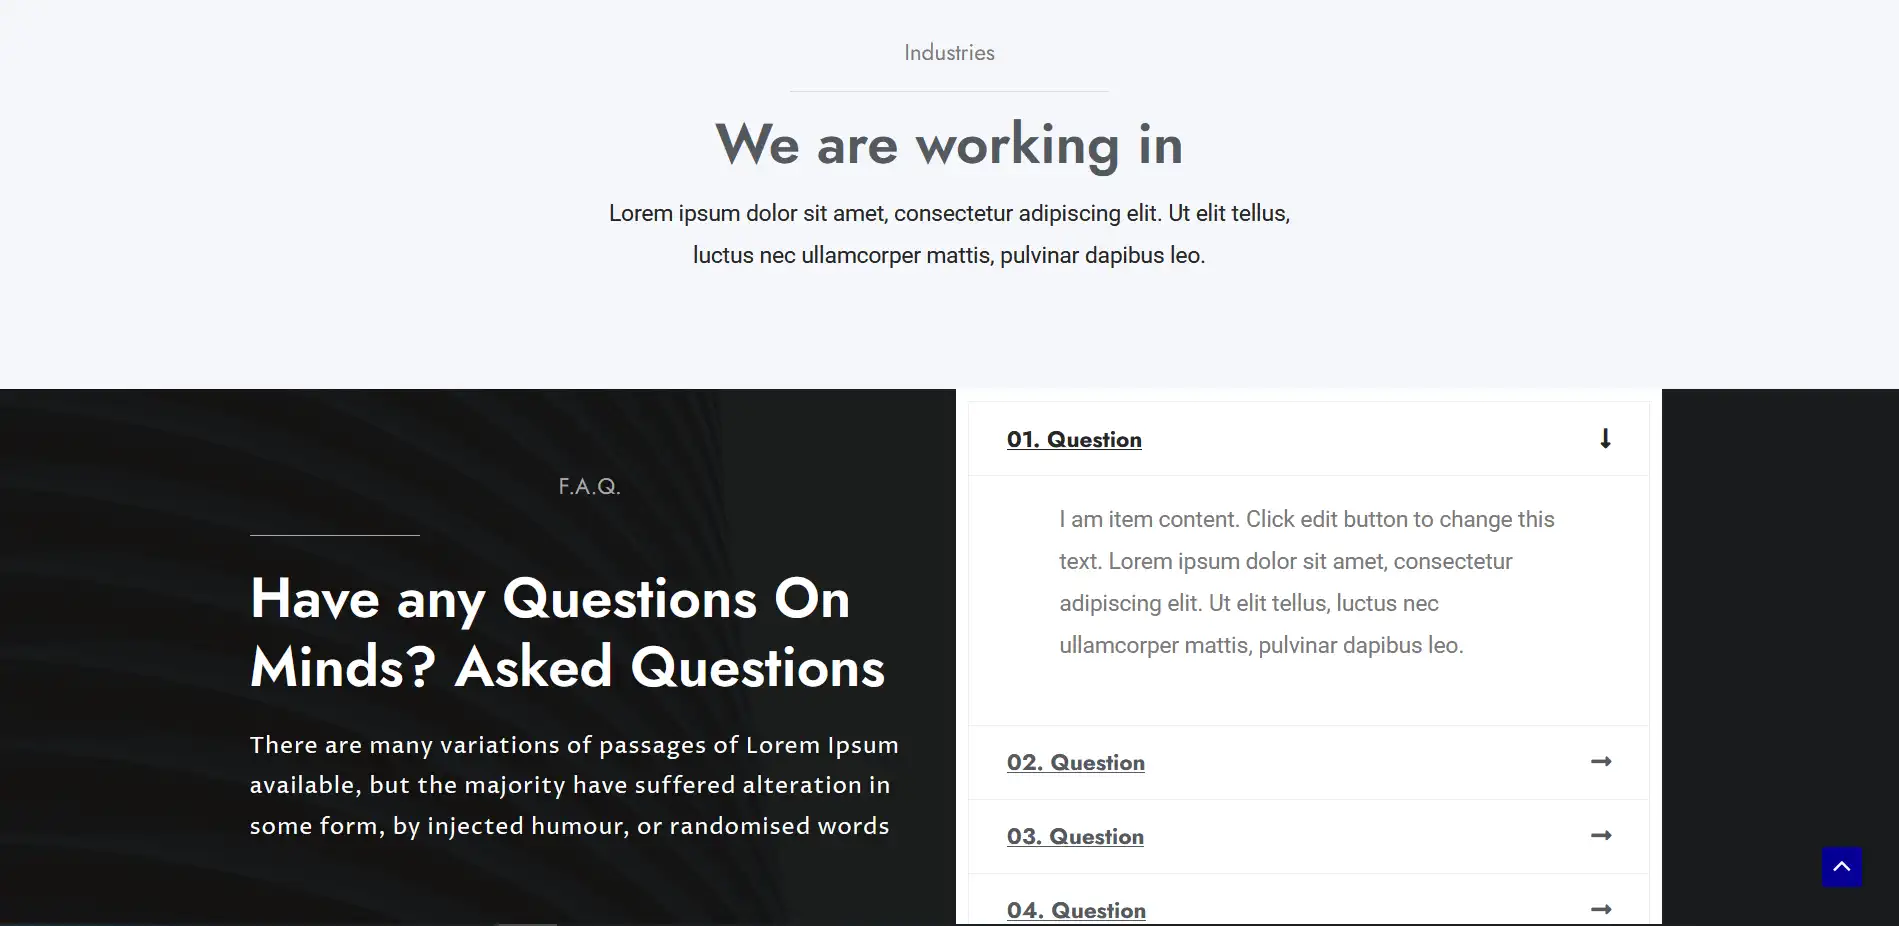 Industries
We are working in
Lorem ipsum dolor sit amet, consectetur adipiscing elit. Ut elit tellus,
luctus nec ullamcorper mattis, pulvinar dapibus leo.
F.A.Q.
Have any Questions On
Minds? Asked Questions
There are many variations of passages of Lorem Ipsum
available, but the majority have suffered alteration in
some form, by injected humour, or randomised words
01. Question
I am item content. Click edit button to change this
text. Lorem ipsum dolor sit amet, consectetur
adipiscing elit. Ut elit tellus, luctus nec
ullamcorper mattis, pulvinar dapibus leo.
02. Question
03. Question
04. Question